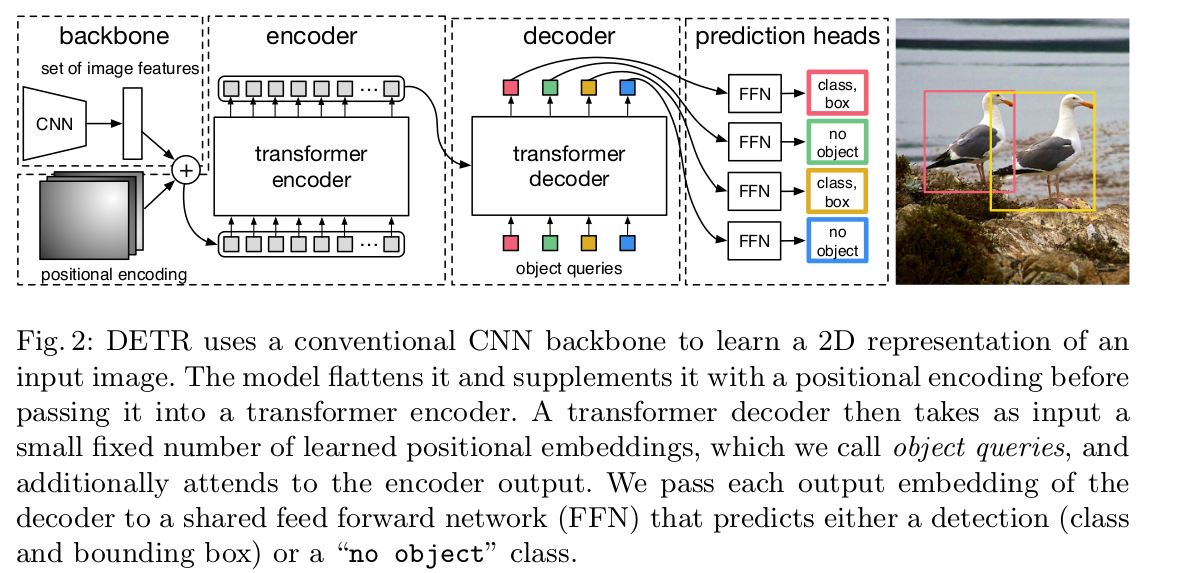 backbone
set of image features
CNN
+
positional encoding
encoder
...
transformer
encoder
...
decoder
transformer
decoder
object queries
prediction heads
FFN
class,
box
FFN
no
object
FFN
class,
box
FFN
no
object
Fig. 2: DETR uses a conventional CNN backbone to learn a 2D representation of an
input image. The model flattens it and supplements it with a positional encoding before
passing it into a transformer encoder. A transformer decoder then takes as input a
small fixed number of learned positional embeddings, which we call object queries, and
additionally attends to the encoder output. We pass each output embedding of the
decoder to a shared feed forward network (FFN) that predicts either a detection (class
and bounding box) or a “no object” class.